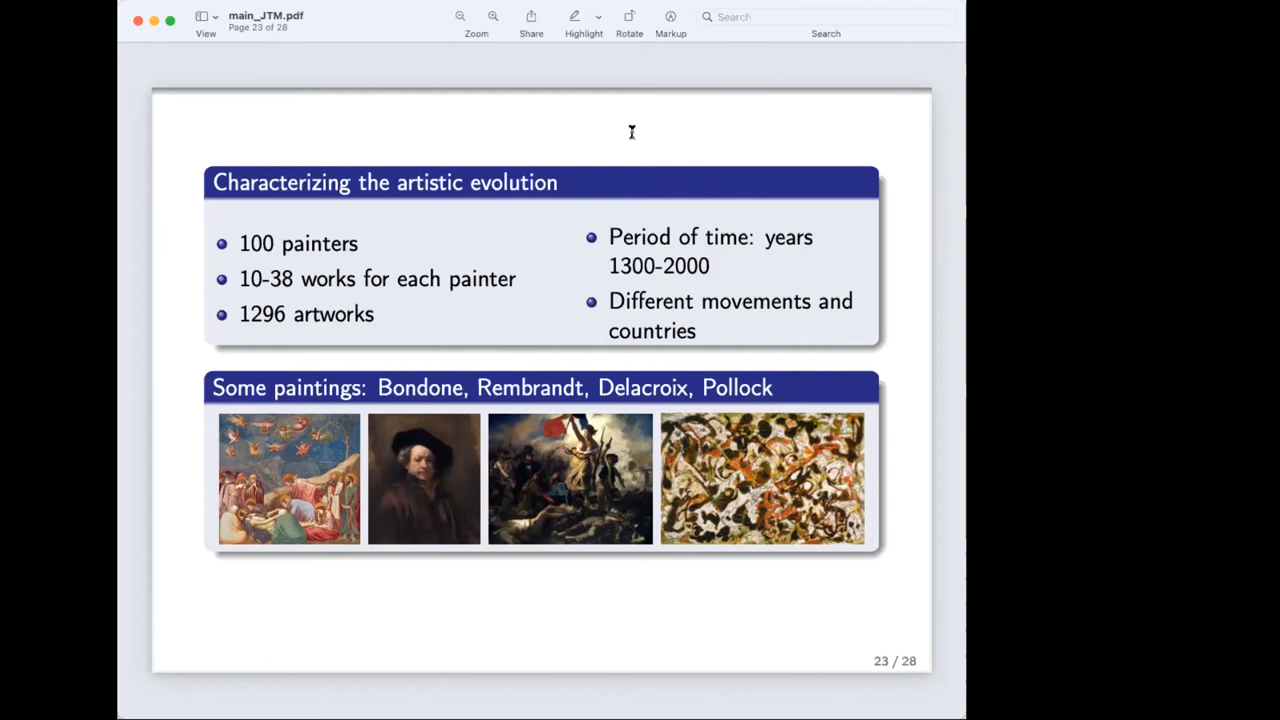 main_JTM.pdf
Page 23 of 28
View
Zoom
Share
Highlight
Rotate
Markup
Search
Search
Characterizing the artistic evolution
100 painters
10-38 works for each painter
1296 artworks
Period of time: years
1300-2000
Different movements and
countries
Some paintings: Bondone, Rembrandt, Delacroix, Pollock
23 / 28